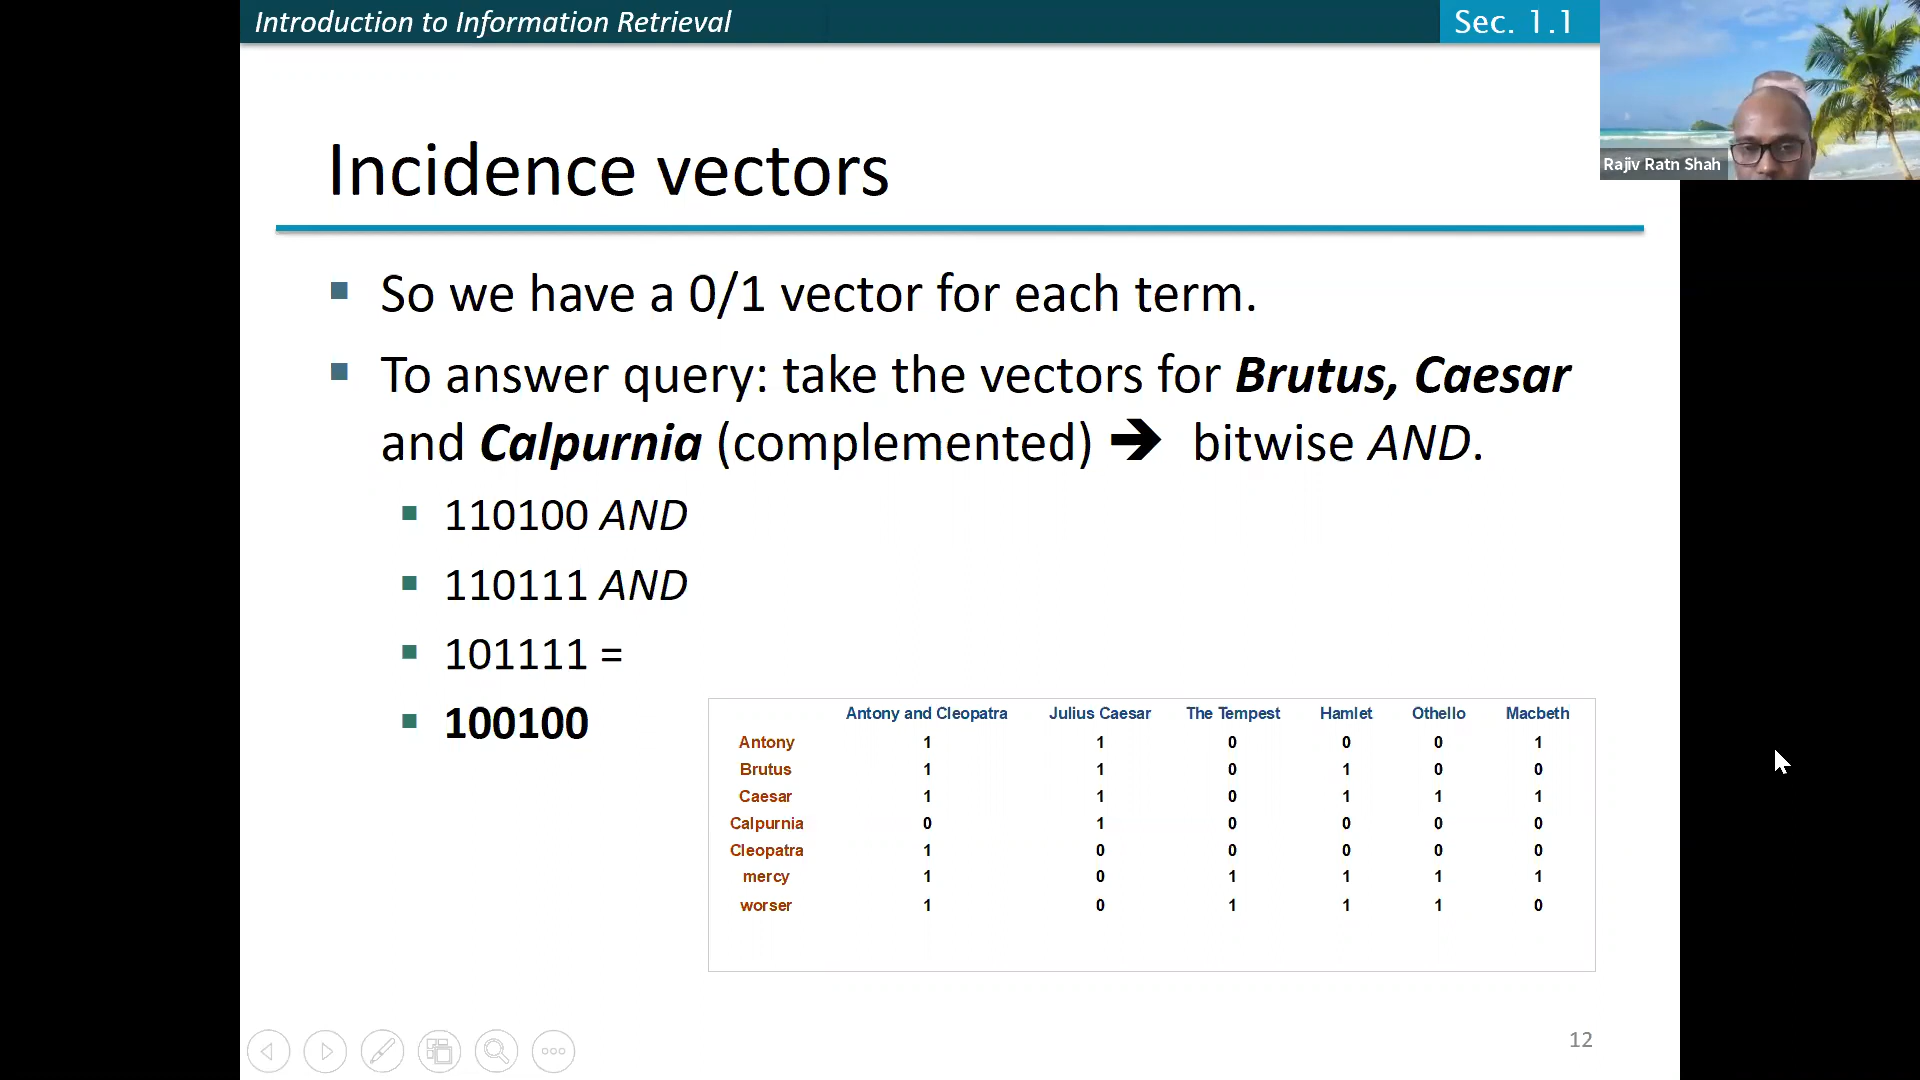 Introduction to Information Retrieval
Sec. 1.1
Rajiv Ratn Shah
Incidence vectors
So we have a 0/1 vector for each term.
To answer query: take the vectors for Brutus, Caesar
and Calpurnia (complemented) ➔ bitwise AND.
110100 AND
110111 AND
101111 =
100100
Antony and Cleopatra Julius Caesar The Tempest Hamlet Othello Macbeth
Antony 1 1 0 0 0 1
Brutus 1 1 0 1 0 0
Caesar 1 1 0 1 1 1
Calpurnia 0 1 0 0 0 0
Cleopatra 1 0 0 0 0 0
mercy 1 0 1 1 1 1
worser 1 0 1 1 1 0
12